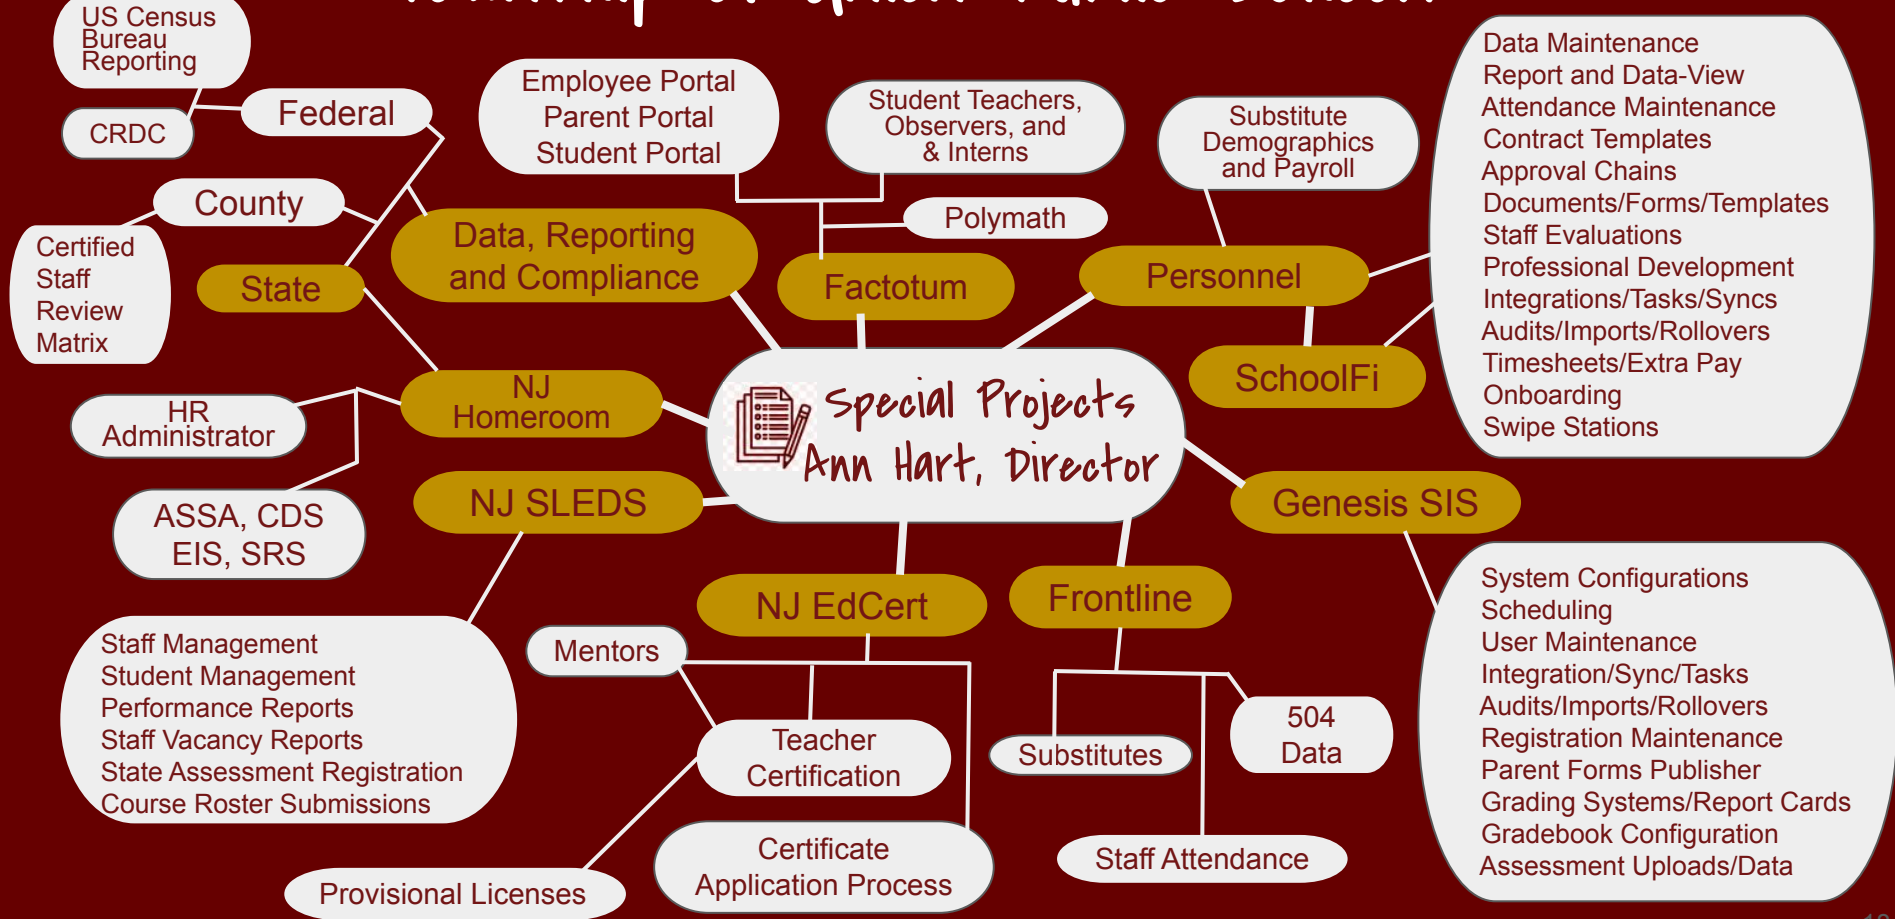 Township of Union Public Schools
US Census
Bureau
Reporting
CRDC
Federal
County
Certified
Staff
Review
Matrix
State
Data, Reporting
and Compliance
Employee Portal
Parent Portal
Student Portal
Student Teachers,
Observers, and
& Interns
Polymath
Factotum
Substitute
Demographics
and Payroll
Personnel
SchoolFi
Data Maintenance
Report and Data-View
Attendance Maintenance
Contract Templates
Approval Chains
Documents/Forms/Templates
Staff Evaluations
Professional Development
Integrations/Tasks/Syncs
Audits/Imports/Rollovers
Timesheets/Extra Pay
Onboarding
Swipe Stations
NJ
Homeroom
HR
Administrator
ASSA, CDS
EIS, SRS
Special Projects
Ann Hart, Director
NJ SLEDS
Staff Management
Student Management
Performance Reports
Staff Vacancy Reports
State Assessment Registration
Course Roster Submissions
NJ EdCert
Mentors
Teacher
Certification
Provisional Licenses
Certificate
Application Process
Frontline
Substitutes
504
Data
Staff Attendance
Genesis SIS
System Configurations
Scheduling
User Maintenance
Integration/Sync/Tasks
Audits/Imports/Rollovers
Registration Maintenance
Parent Forms Publisher
Grading Systems/Report Cards
Gradebook Configuration
Assessment Uploads/Data